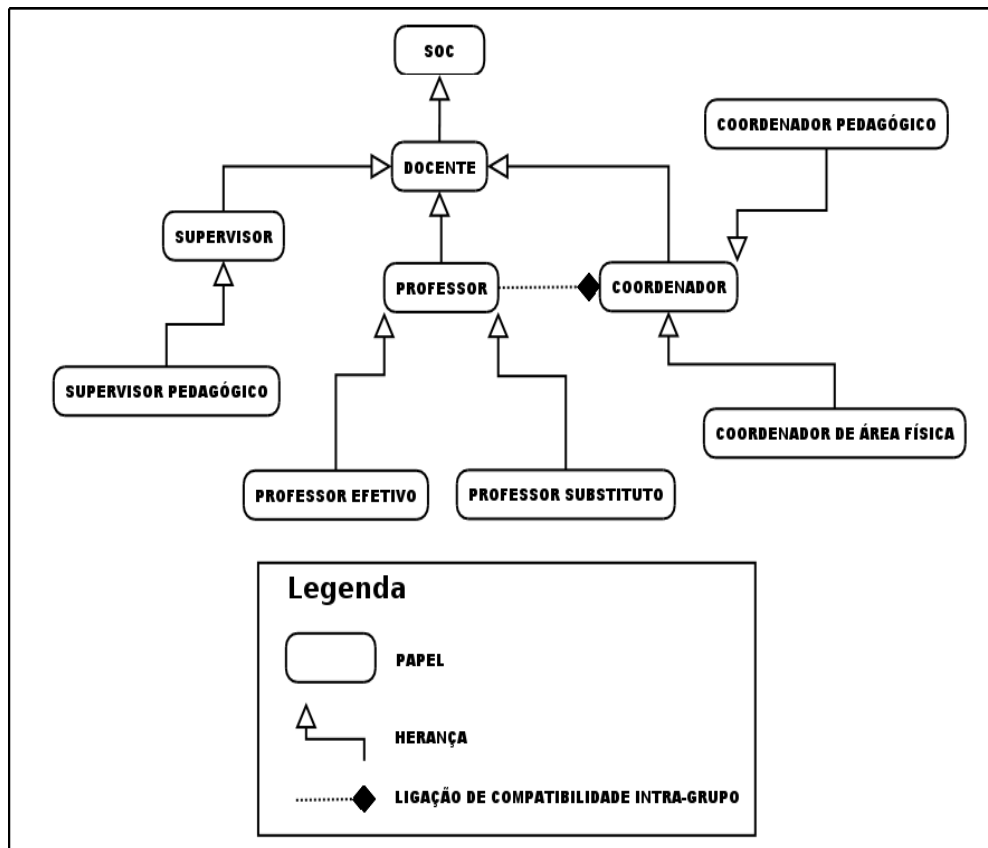 SOC
COORDENADOR PEDAGÓGICO
DOCENTE
SUPERVISOR
PROFESSOR
COORDENADOR
SUPERVISOR PEDAGÓGICO
COORDENADOR DE ÁREA FÍSICA
PROFESSOR EFETIVO
PROFESSOR SUBSTITUTO
Legenda
PAPEL
HERANÇA
LIGAÇÃO DE COMPATIBILIDADE INTRA-GRUPO